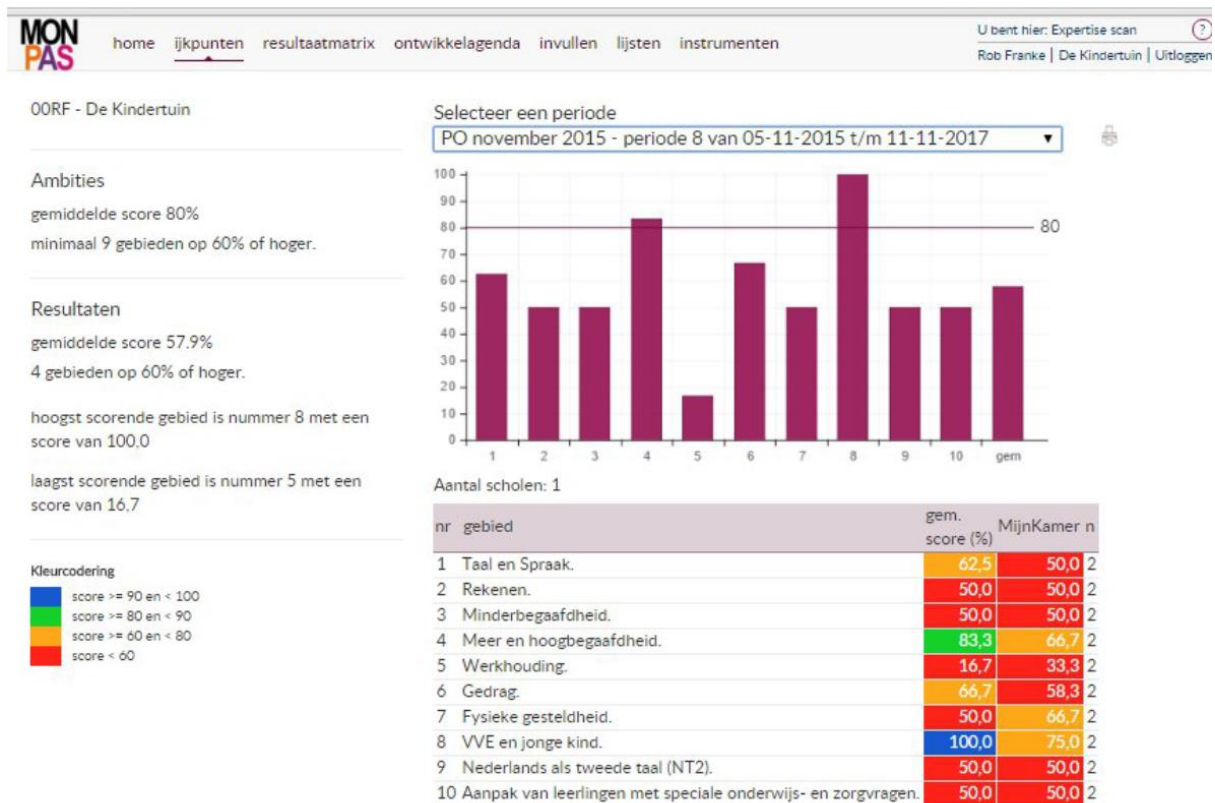 MON
PAS
home ijkpunten resultaatmatrix ontwikkelagenda invullen lijsten instrumenten
U bent hier: Expertise scan ?
Rob Franke | De Kindertuin | Uitloggen
00RF - De Kindertuin
Ambities
gemiddelde score 80%
minimaal 9 gebieden op 60% of hoger.
Resultaten
gemiddelde score 57.9%
4 gebieden op 60% of hoger.
hoogst scorende gebied is nummer 8 met een
score van 100,0
laagst scorende gebied is nummer 5 met een
score van 16,7
Kleurcodering
score >= 90 en < 100
score >= 80 en < 90
score >= 60 en < 80
score < 60
Selecteer een periode
PO november 2015 - periode 8 van 05-11-2015 t/m 11-11-2017
100
90
80
80
70
60
50
40
30
20
10
0
1 2 3 4 5 6 7 8 9 10 gem
Aantal scholen: 1
nr gebied gem. score (%) MijnKamer n
1 Taal en Spraak. 62,5 50,0 2
2 Rekenen. 50,0 50,0 2
3 Minderbegaafdheid. 50,0 50,0 2
4 Meer en hoogbegaafdheid. 83,3 66,7 2
5 Werkhouding. 16,7 33,3 2
6 Gedrag. 66,7 58,3 2
7 Fysieke gesteldheid. 50,0 66,7 2
8 VVE en jonge kind. 100,0 75,0 2
9 Nederlands als tweede taal (NT2). 50,0 50,0 2
10 Aanpak van leerlingen met speciale onderwijs- en zorgvragen. 50,0 50,0 2